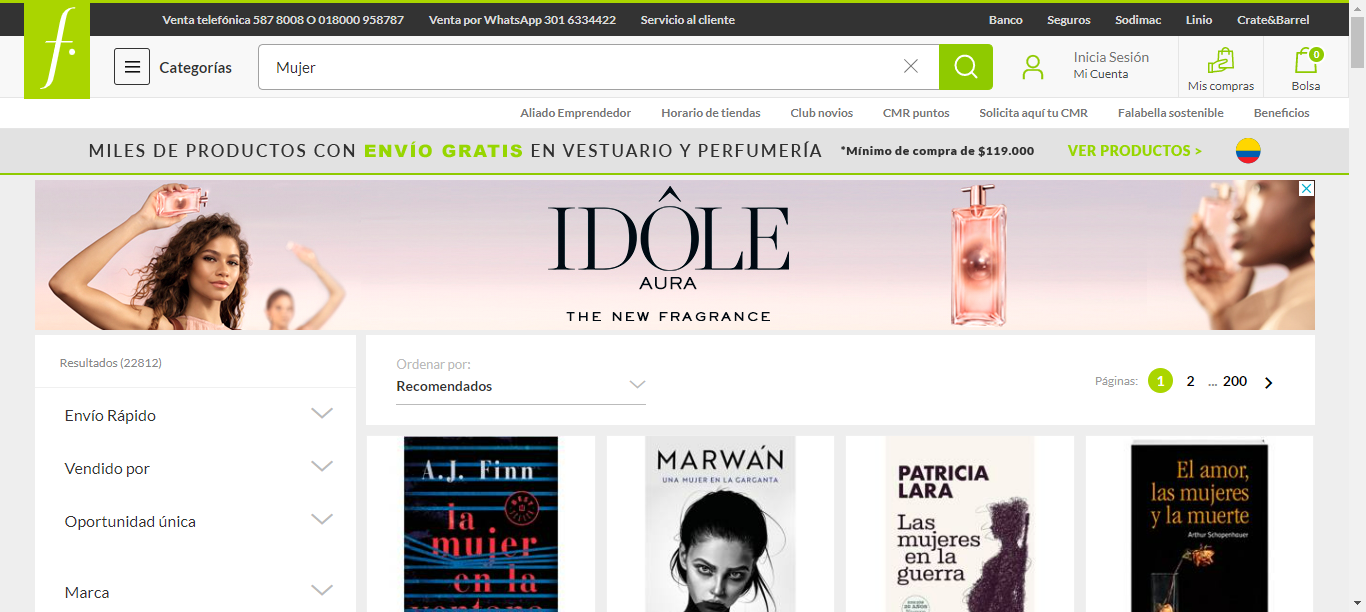 Venta telefónica 587 8008 O 018000 958787 Venta por WhatsApp 301 6334422 Servicio al cliente Banco Seguros Sodimac Linio Crate&Barrel
f.
Categorías Mujer Inicia Sesión
Mi Cuenta
Mis compras
0
Bolsa
Aliado Emprendedor Horario de tiendas Club novios CMR puntos Solicita aquí tu CMR Falabella sostenible Beneficios
MILES DE PRODUCTOS CON ENVÍO GRATIS EN VESTUARIO Y PERFUMERÍA *Mínimo de compra de $119.000 VER PRODUCTOS >
IDÔLE
AURA
THE NEW FRAGRANCE
Resultados (22812)
Envío Rápido
Vendido por
Oportunidad única
Marca
Ordenar por:
Recomendados
Páginas: 1 2 ... 200
A.J. Finn
la
mujer
en la
ventana
MARWÁN
UNA MUJER EN LA GARGANTA
PATRICIA
LARA
Las
mujeres
en la
guerra
El amor,
las mujeres
y la muerte
Arthur Schopenhauer